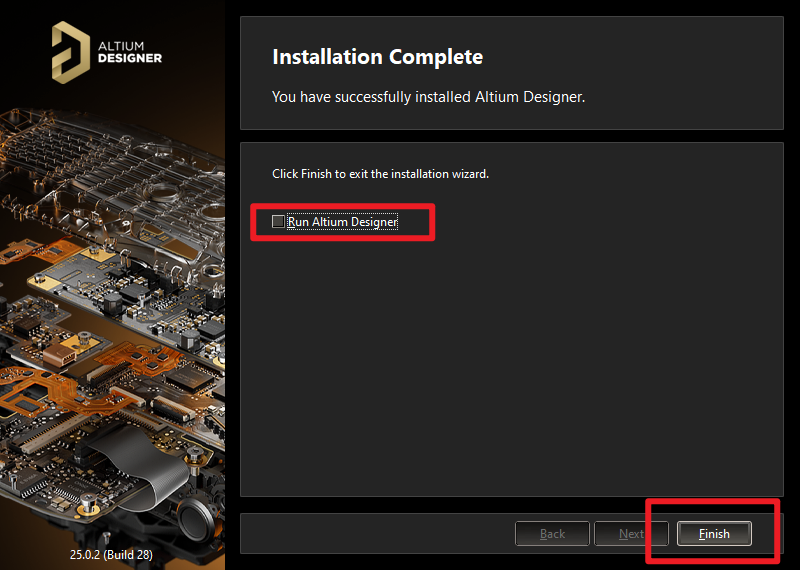 ALTIUM
DESIGNER
Installation Complete
You have successfully installed Altium Designer.
Click Finish to exit the installation wizard.
Run Altium Designer
25.0.2 (Build 28)
Back
Next
Finish